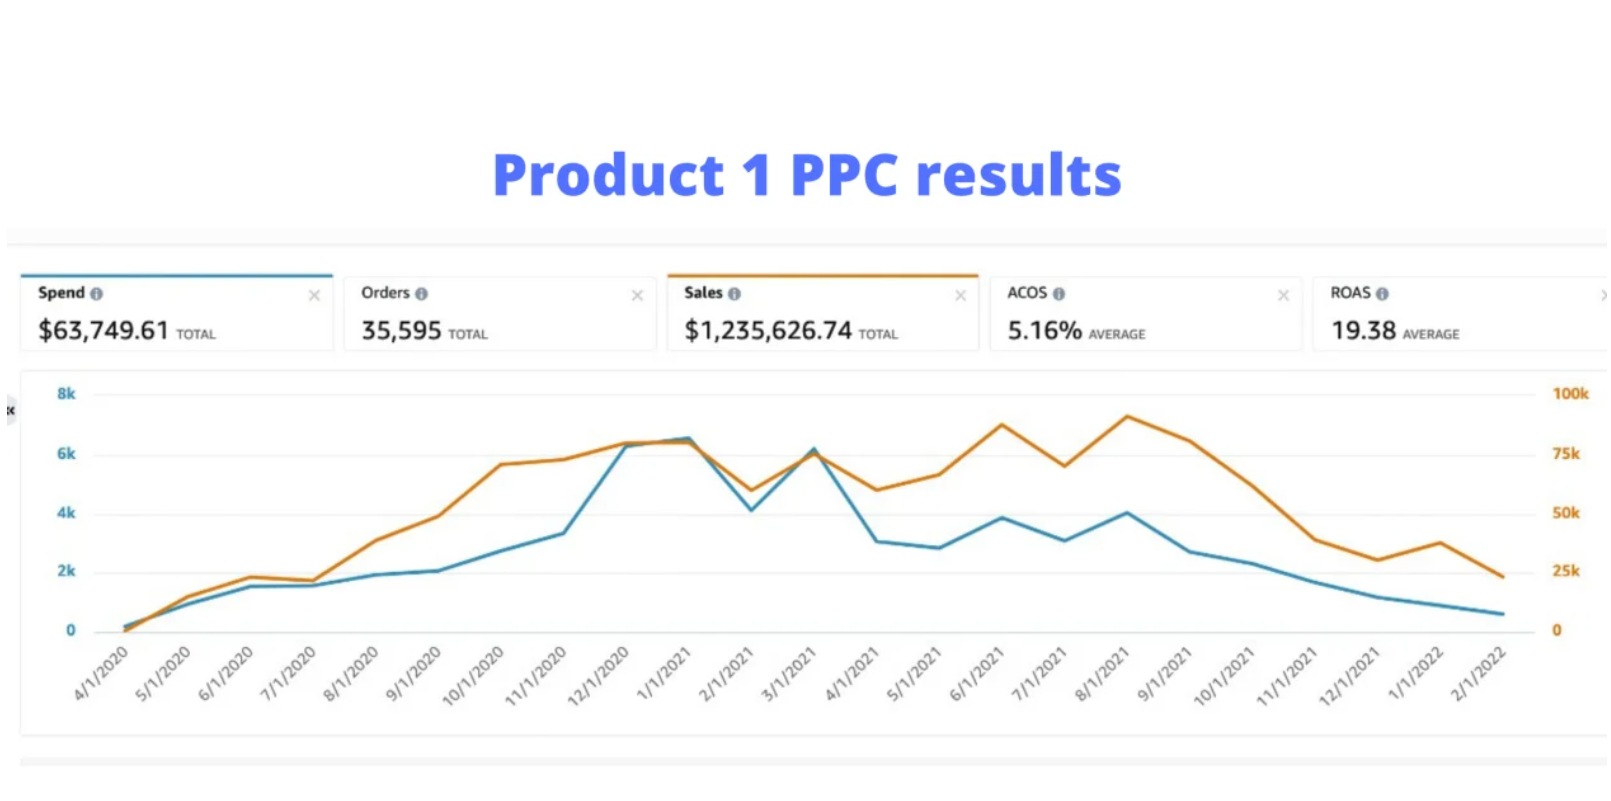 Product 1 PPC results
Spend
$63,749.61 TOTAL
Orders
35,595 TOTAL
Sales
$1,235,626.74 TOTAL
ACOS
5.16% AVERAGE
ROAS
19.38 AVERAGE
8k
6k
4k
2k
0
100k
75k
50k
25k
0
4/1/2020
5/1/2020
6/1/2020
7/1/2020
8/1/2020
9/1/2020
10/1/2020
11/1/2020
12/1/2020
1/1/2021
2/1/2021
3/1/2021
4/1/2021
5/1/2021
6/1/2021
7/1/2021
8/1/2021
9/1/2021
10/1/2021
11/1/2021
12/1/2021
1/1/2022
2/1/2022